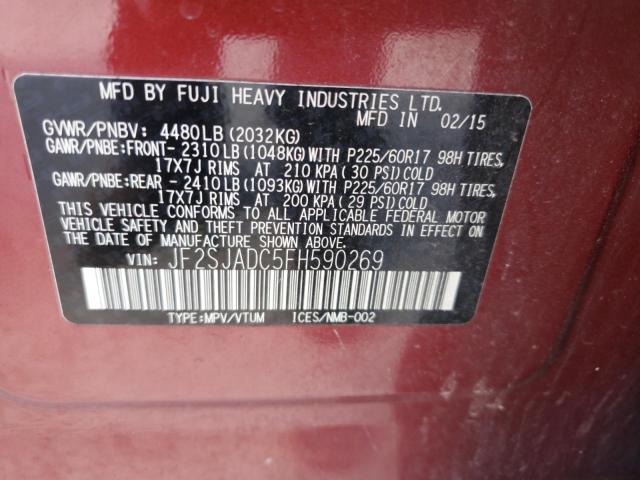 MFD BY FUJI HEAVY INDUSTRIES LTD.
MFD IN 02/15
GVWR/PNBV: 4480LB (2032KG)
GAWR/PNBE:FRONT- 2310LB (1048KG) WITH P225/60R17 98H TIRES,
17X7J RIMS AT 210 KPA (30 PSI) COLD
GAWR/PNBE:REAR - 2410LB (1093KG) WITH P225/60R17 98H TIRES,
17X7J RIMS AT 200 KPA (29 PSI) COLD
THIS VEHICLE CONFORMS TO ALL APPLICABLE FEDERAL MOTOR
VEHICLE SAFETY AND THEFT PREVENTION STANDARDS IN EFFECT ON
THE DATE OF MANUFACTURE SHOWN ABOVE.
VIN: JF2SJADC5FH590269
TYPE:MPV/VTUM ICES/NMB-002